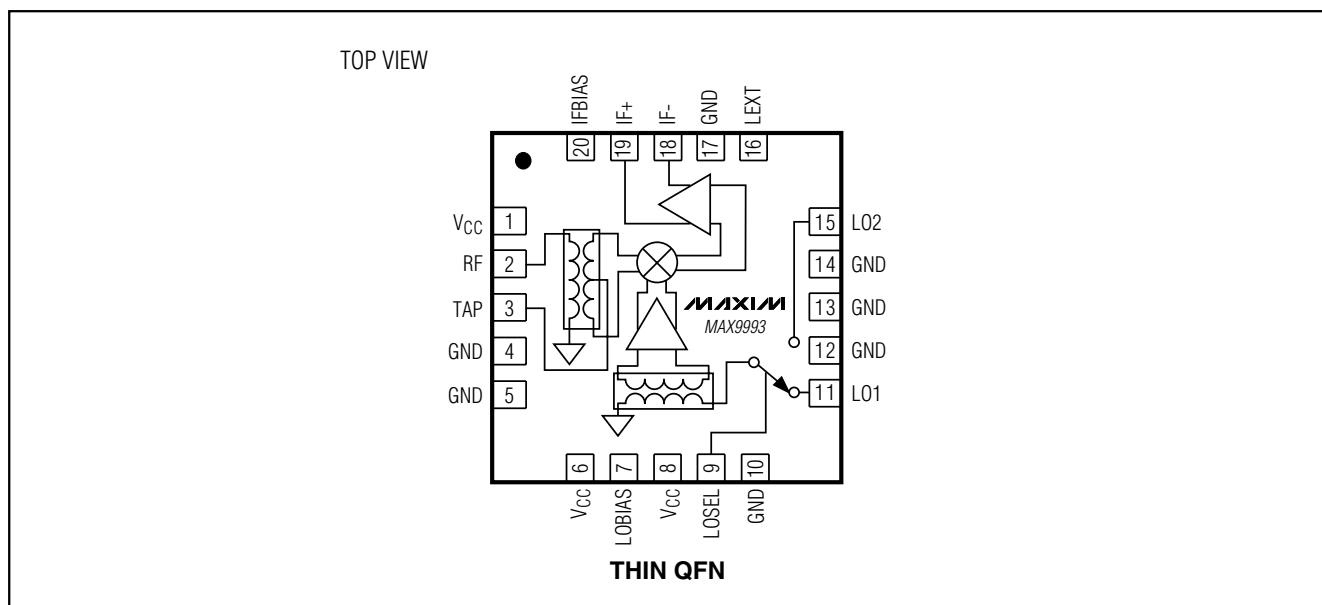 TOP VIEW
IFBIAS
IF+
IF-
GND
LEXT
20
19
18
17
16
VCC
1
RF
2
TAP
3
GND
4
GND
5
15
LO2
14
GND
13
GND
12
GND
11
LO1
MAXIM
MAX9993
6
7
8
9
10
VCC
LOBIAS
VCC
LOSEL
GND
THIN QFN